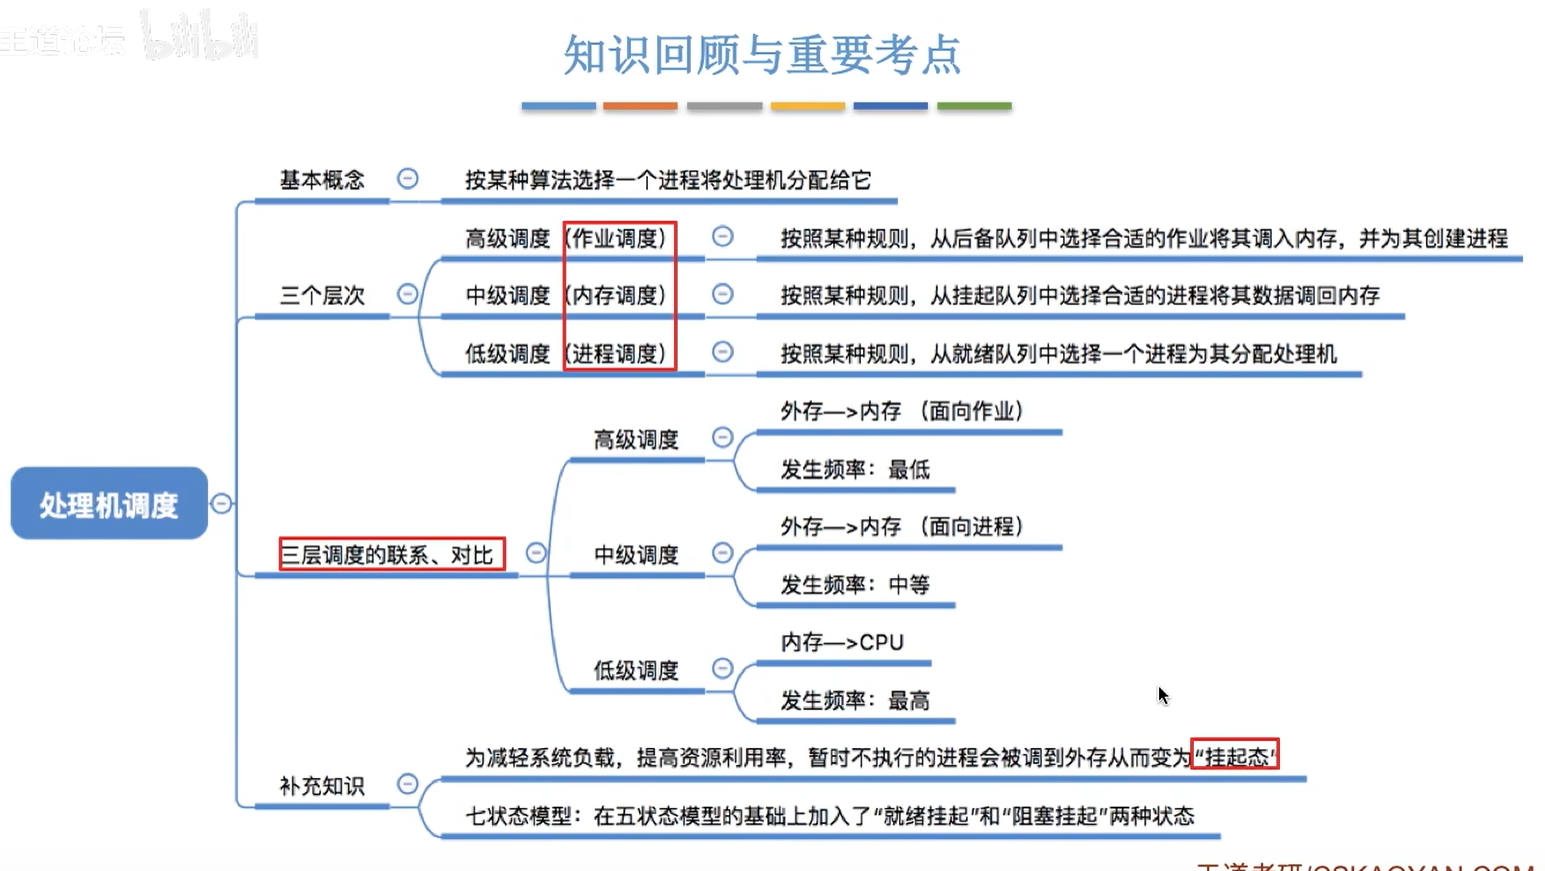 王道论坛 bilibili
知识回顾与重要考点
基本概念
按某种算法选择一个进程将处理机分配给它
三个层次
高级调度（作业调度）
按照某种规则，从后备队列中选择合适的作业将其调入内存，并为其创建进程
中级调度（内存调度）
按照某种规则，从挂起队列中选择合适的进程将其数据调回内存
低级调度（进程调度）
按照某种规则，从就绪队列中选择一个进程为其分配处理机
处理机调度
三层调度的联系、对比
高级调度
外存—>内存 （面向作业）
发生频率：最低
中级调度
外存—>内存 （面向进程）
发生频率：中等
低级调度
内存—>CPU
发生频率：最高
补充知识
为减轻系统负载，提高资源利用率，暂时不执行的进程会被调到外存从而变为“挂起态”
七状态模型：在五状态模型的基础上加入了“就绪挂起”和“阻塞挂起”两种状态
王道考研/CSKAOYAN.COM